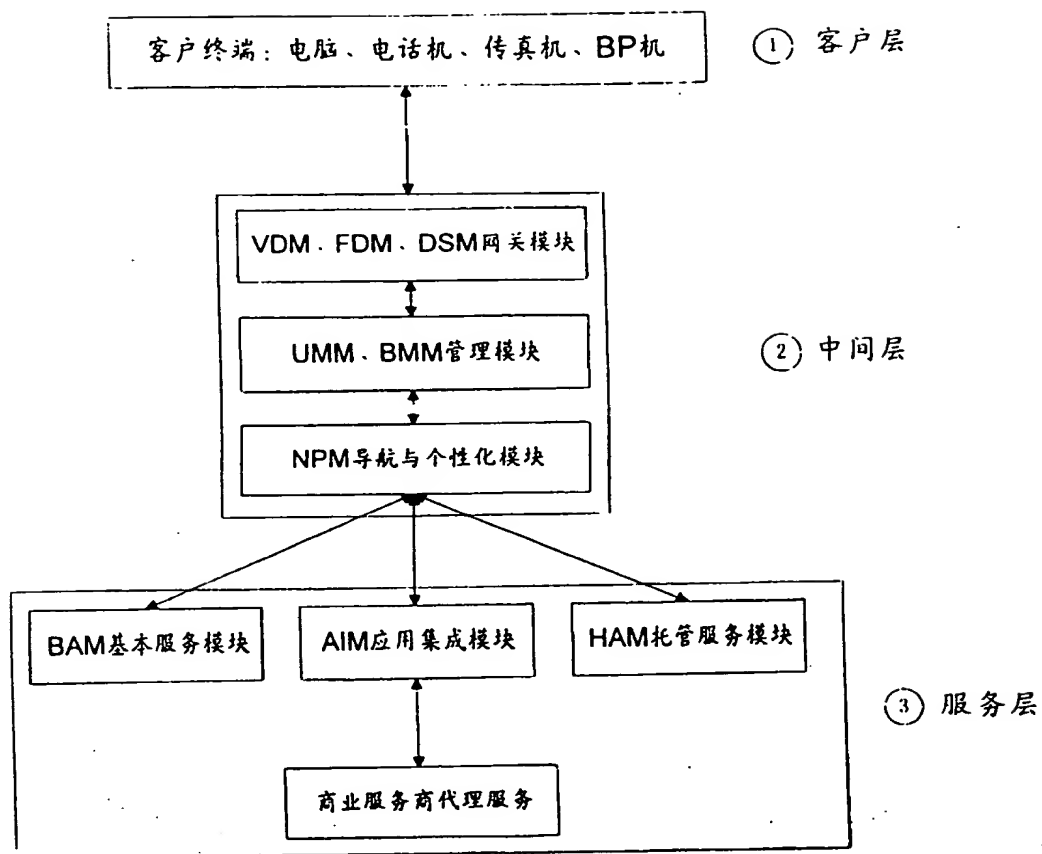 客户终端：电脑、电话机、传真机、BP机
① 客户层
VDM、FDM、DSM网关模块
UMM、BMM管理模块
② 中间层
NPM导航与个性化模块
BAM基本服务模块
AIM应用集成模块
HAM托管服务模块
③ 服务层
商业服务商代理服务